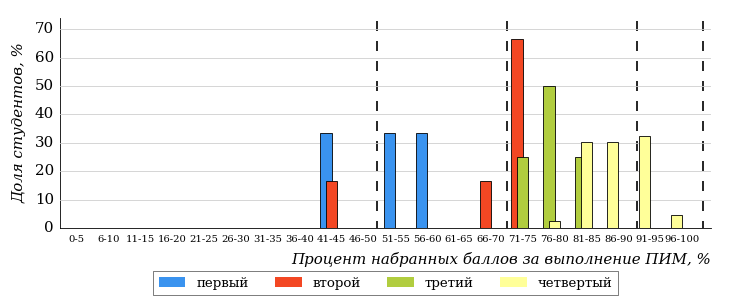 Доля студентов, %
70
60
50
40
30
20
10
0
0-5 6-10 11-15 16-20 21-25 26-30 31-35 36-40 41-45 46-50 51-55 56-60 61-65 66-70 71-75 76-80 81-85 86-90 91-95 96-100
Процент набранных баллов за выполнение ПИМ, %
первый второй третий четвертый